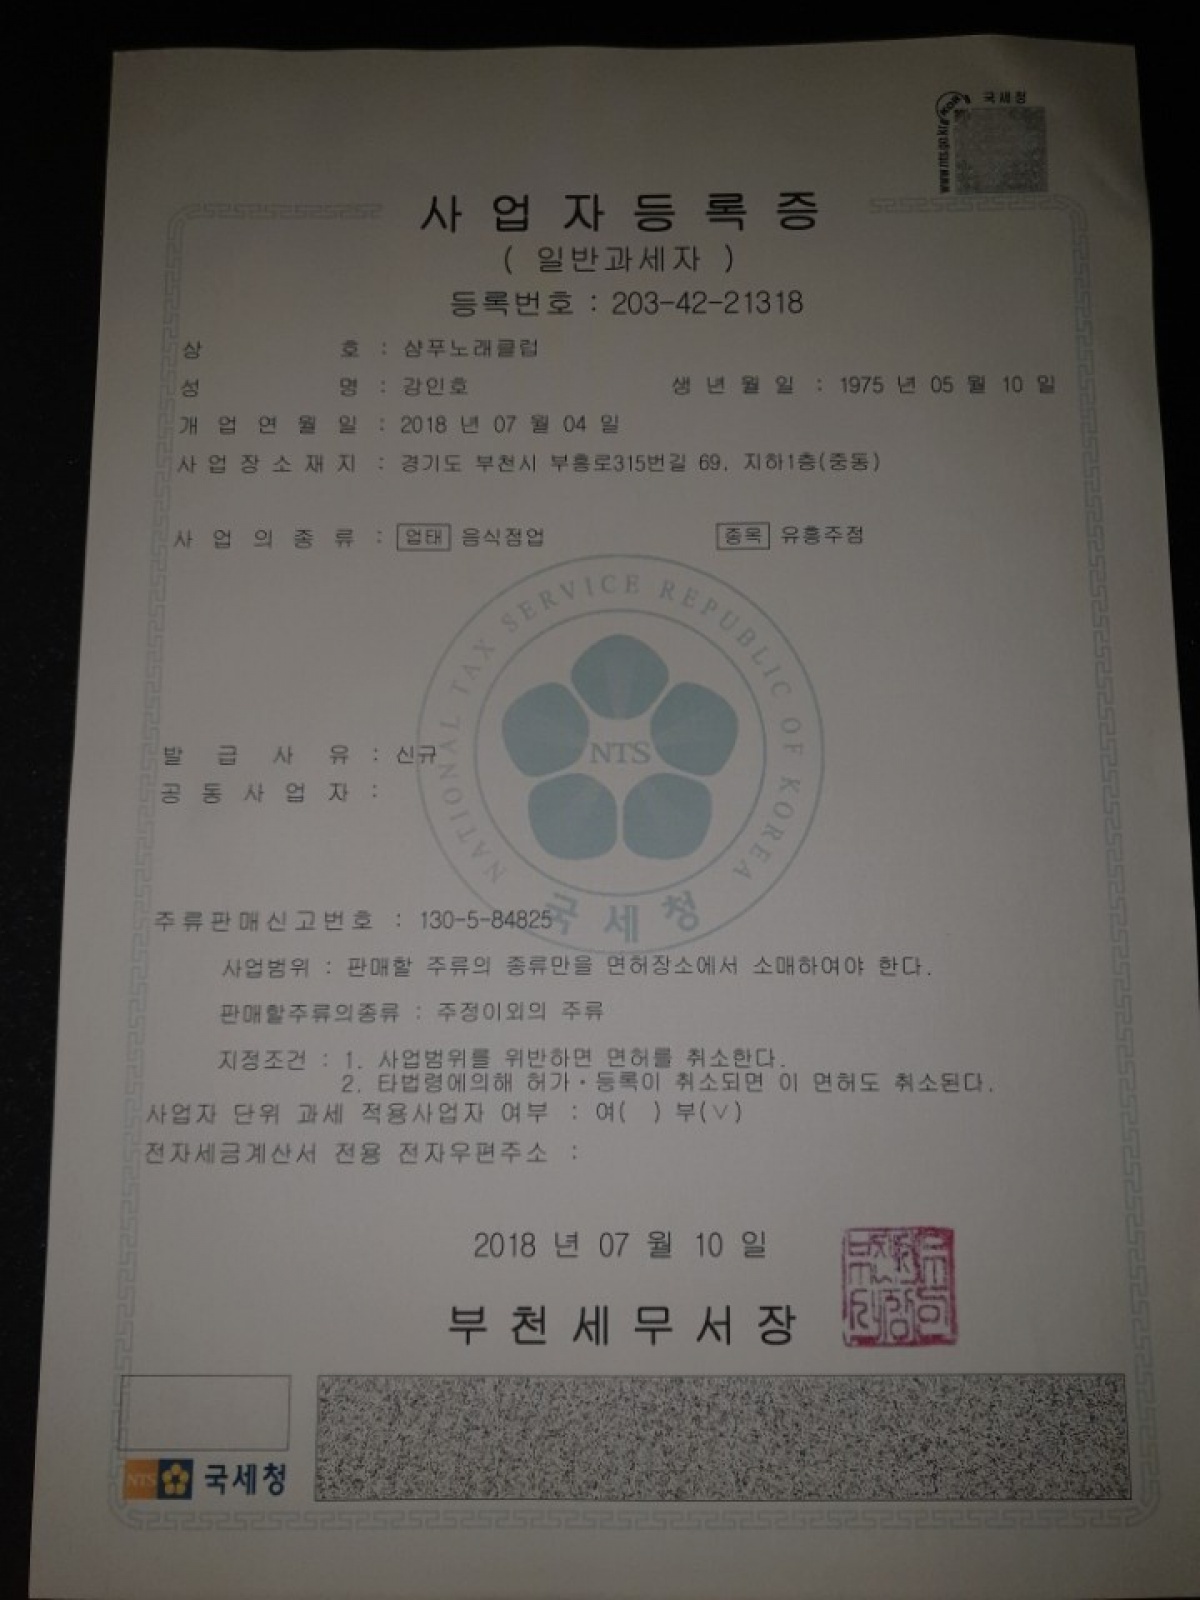 국세청
www.nts.go.kr
사업자등록증
( 일반과세자 )
등록번호 : 203-42-21318
상 호 : 샴푸노래클럽
성 명 : 강인호 생년월일 : 1975 년 05 월 10 일
개업연월일 : 2018 년 07 월 04 일
사업장소재지 : 경기도 부천시 부흥로315번길 69, 지하1층(중동)
사업의종류 : 업태 음식점업 종목 유흥주점
NATIONAL TAX SERVICE REPUBLIC OF KOREA
NTS
국세청
발급사유 : 신규
공동사업자 :
주류판매신고번호 : 130-5-84825
사업범위 : 판매할 주류의 종류만을 면허장소에서 소매하여야 한다.
판매할주류의종류 : 주정이외의 주류
지정조건 : 1. 사업범위를 위반하면 면허를 취소한다.
2. 타법령에의해 허가·등록이 취소되면 이 면허도 취소된다.
사업자 단위 과세 적용사업자 여부 : 여( ) 부(∨)
전자세금계산서 전용 전자우편주소 :
2018 년 07 월 10 일
부천세무서장
NTS 국세청